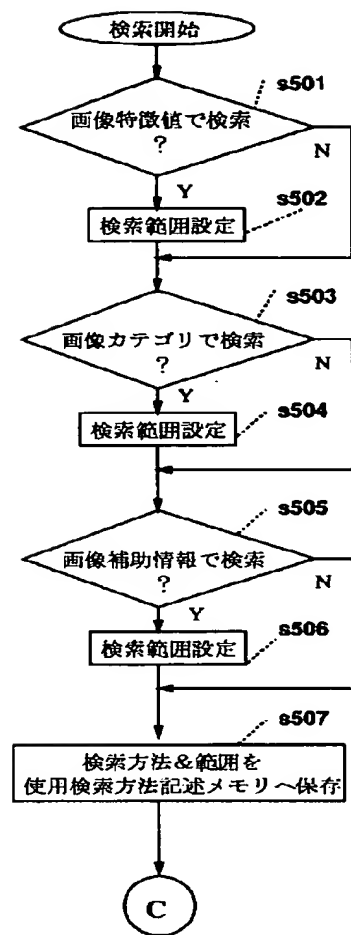 検索開始
s501
画像特徴値で検索
?
N
Y
s502
検索範囲設定
s503
画像カテゴリで検索
?
N
Y
s504
検索範囲設定
s505
画像補助情報で検索
?
N
Y
s506
検索範囲設定
s507
検索方法&範囲を
使用検索方法記述メモリへ保存
C